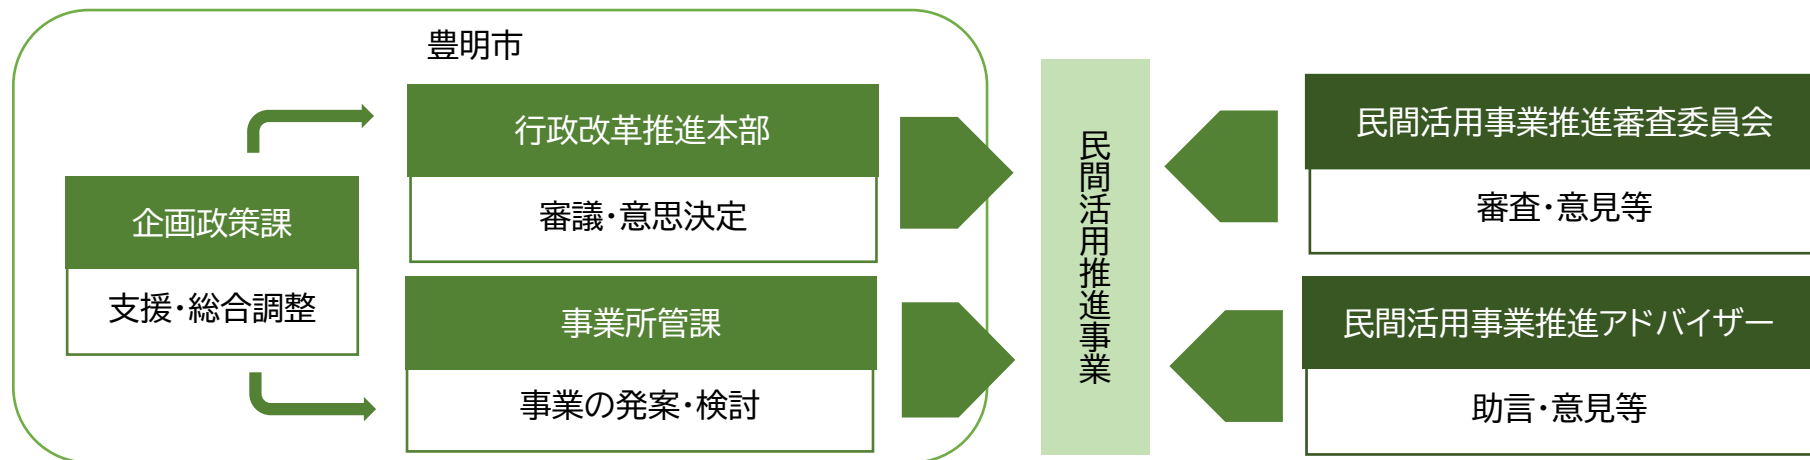 豊明市
企画政策課
支援・総合調整
行政改革推進本部
審議・意思決定
事業所管課
事業の発案・検討
民間活用推進事業
民間活用事業推進審査委員会
審査・意見等
民間活用事業推進アドバイザー
助言・意見等